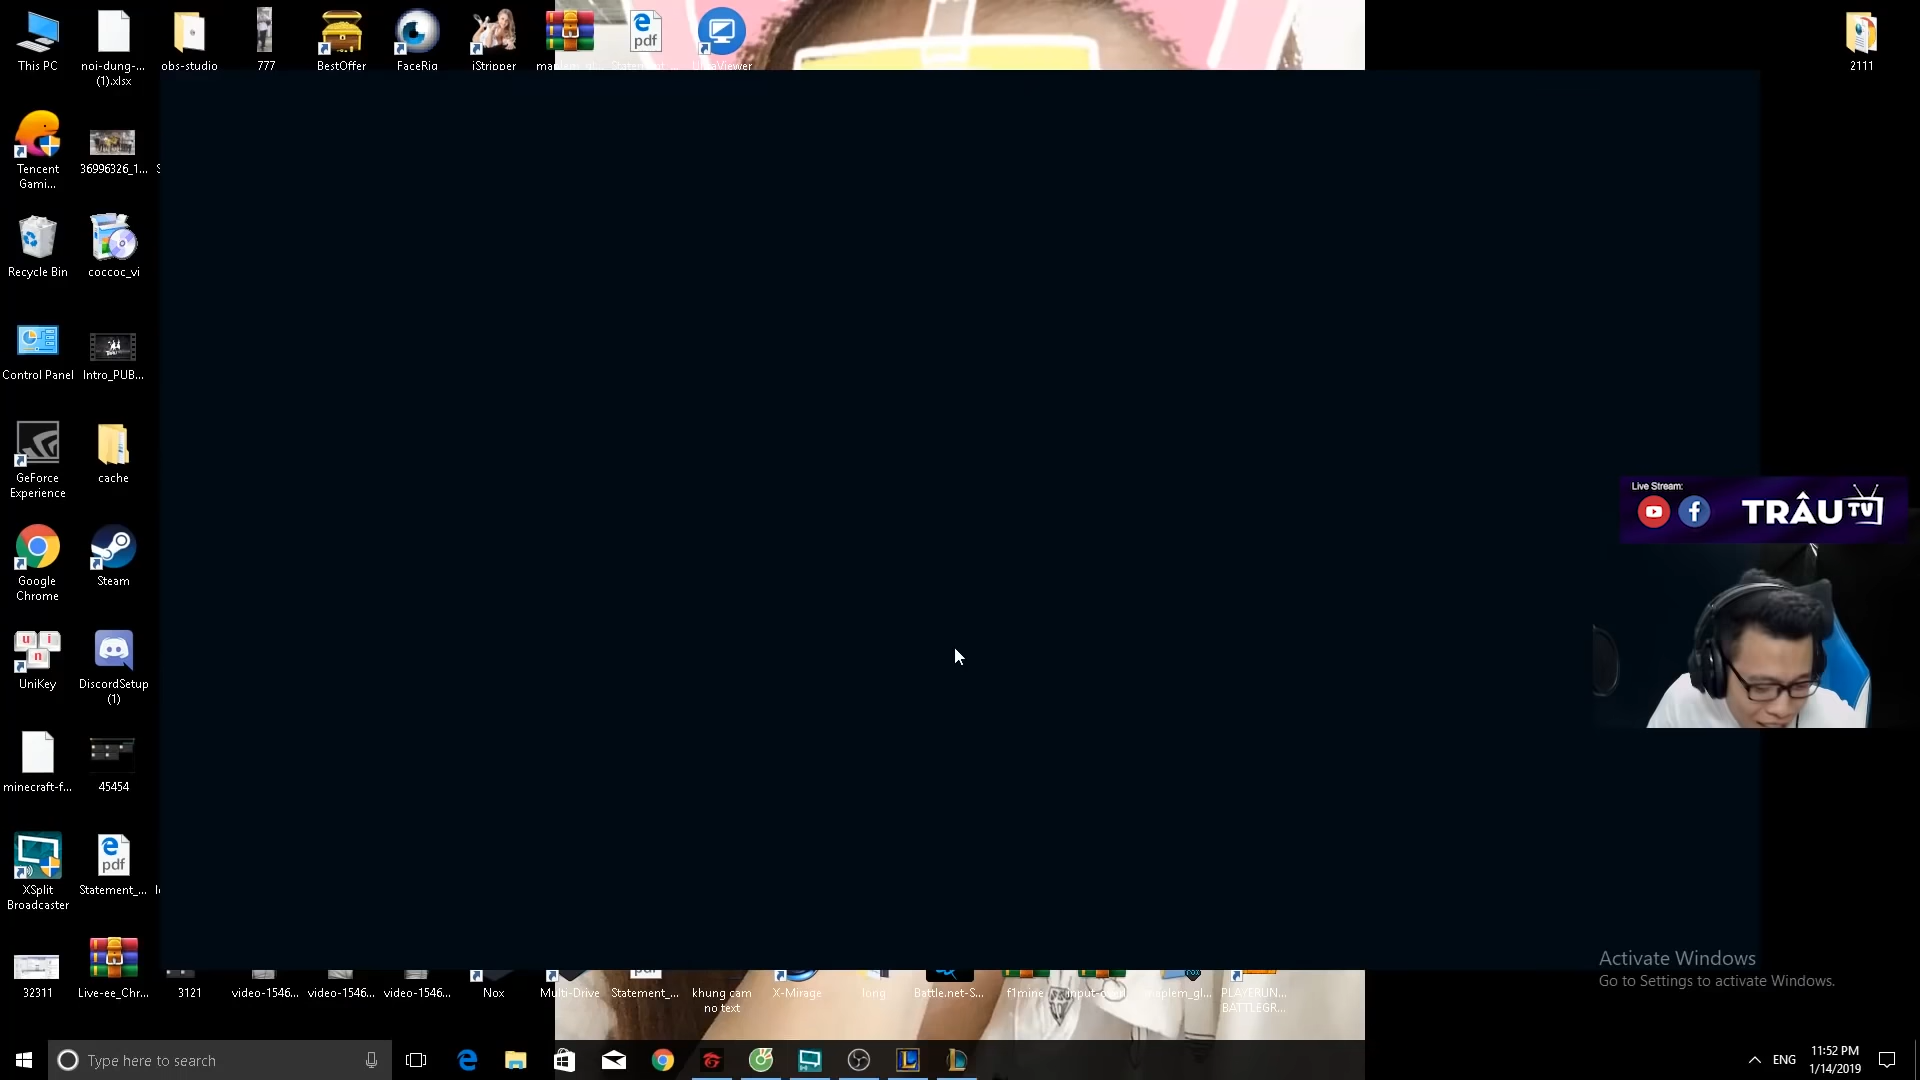 This PC
noi-dung-...
(1).xlsx
obs-studio
777
BestOffer
FaceRig
iStripper
2111
Tencent
Gami...
36996326_1...
Recycle Bin
coccoc_vi
Control Panel
Intro_PUB...
GeForce
Experience
cache
Live Stream:
TRÂU TV
Google
Chrome
Steam
UniKey
DiscordSetup
(1)
minecraft-f...
45454
XSplit
Broadcaster
pdf
Statement_...
Activate Windows
Go to Settings to activate Windows.
32311
Live-ee_Chr...
3121
video-1546...
video-1546...
video-1546...
Nox
Multi-Drive
Statement_...
khung cam
no text
X-Mirage
long
Battle.net-S...
f1mine
PLAYERUN...
BATTLEGR...
Type here to search
ENG
11:52 PM
1/14/2019